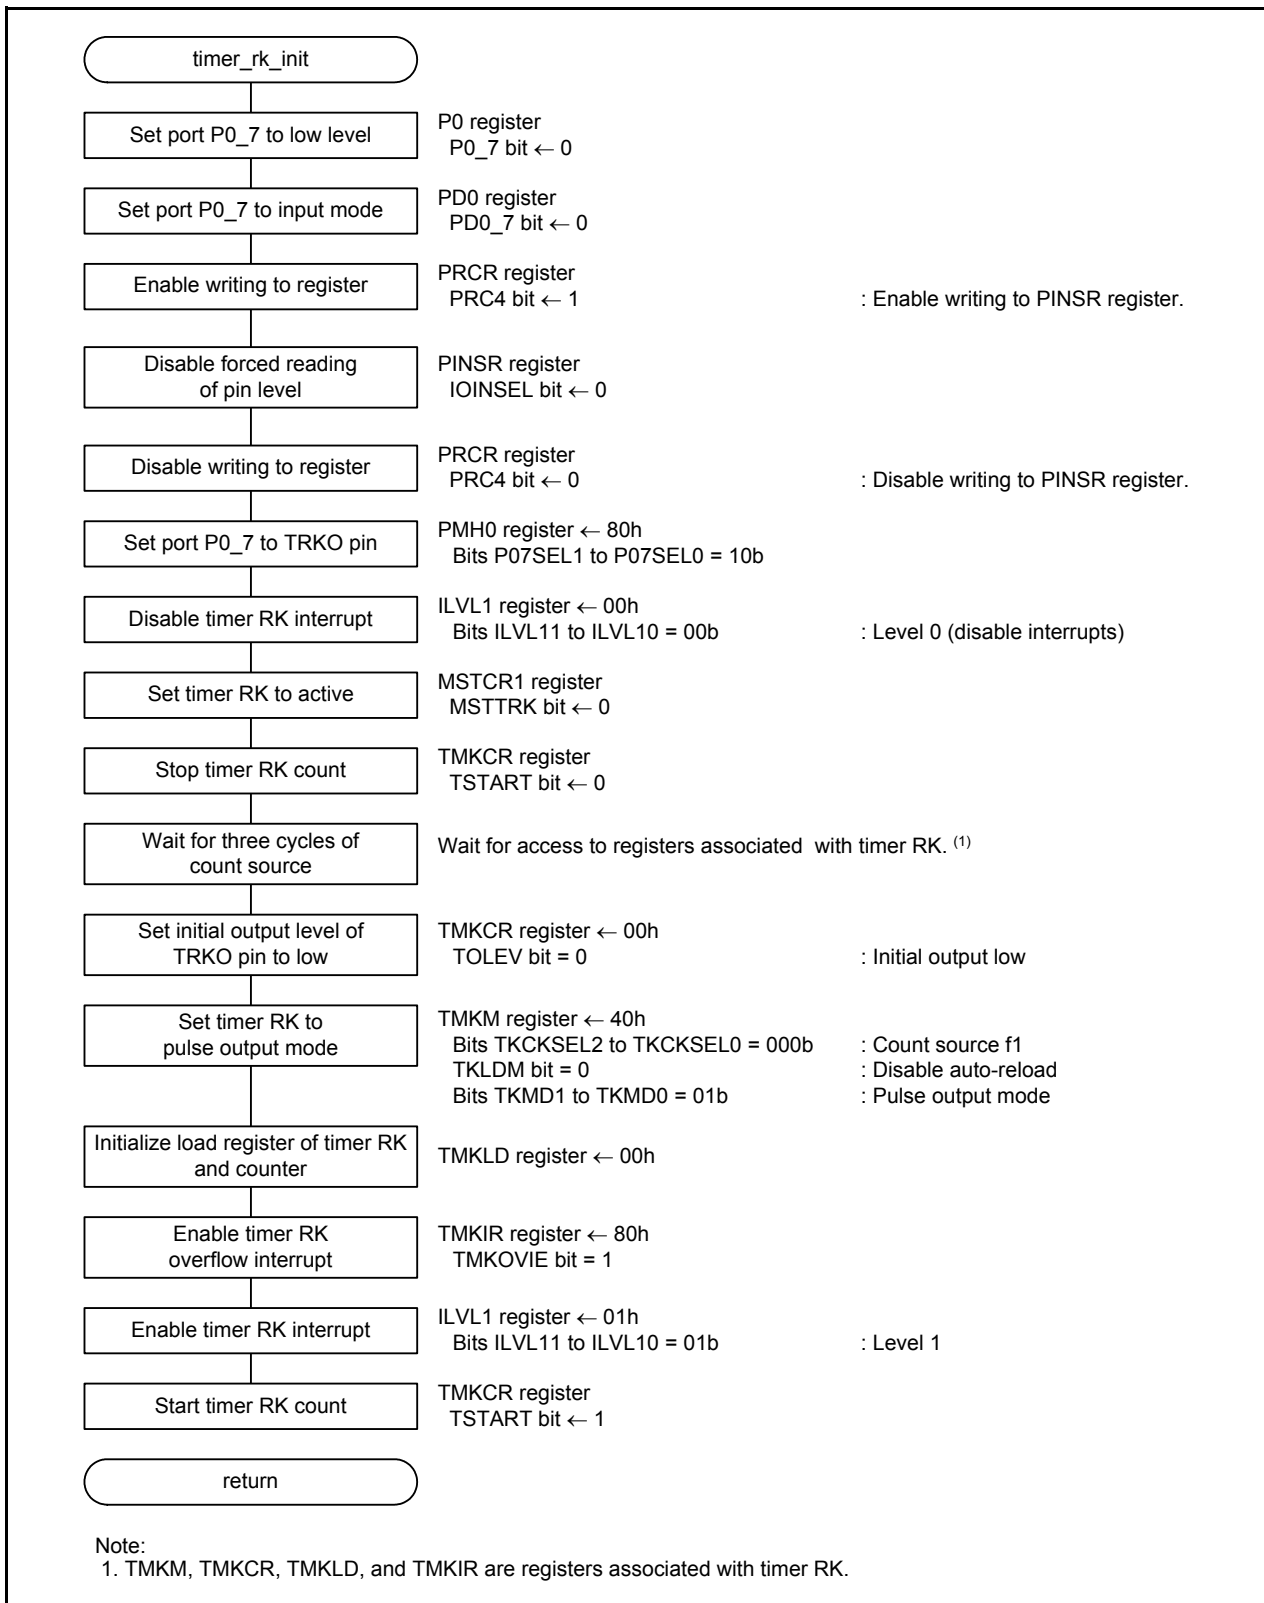 timer_rk_init
Set port P0_7 to low level
P0 register
P0_7 bit ← 0
Set port P0_7 to input mode
PD0 register
PD0_7 bit ← 0
Enable writing to register
PRCR register
PRC4 bit ← 1 : Enable writing to PINSR register.
Disable forced reading
of pin level
PINSR register
IOINSEL bit ← 0
Disable writing to register
PRCR register
PRC4 bit ← 0 : Disable writing to PINSR register.
Set port P0_7 to TRKO pin
PMH0 register ← 80h
Bits P07SEL1 to P07SEL0 = 10b
Disable timer RK interrupt
ILVL1 register ← 00h
Bits ILVL11 to ILVL10 = 00b : Level 0 (disable interrupts)
Set timer RK to active
MSTCR1 register
MSTTRK bit ← 0
Stop timer RK count
TMKCR register
TSTART bit ← 0
Wait for three cycles of
count source
Wait for access to registers associated with timer RK. (1)
Set initial output level of
TRKO pin to low
TMKCR register ← 00h
TOLEV bit = 0 : Initial output low
Set timer RK to
pulse output mode
TMKM register ← 40h
Bits TKCKSEL2 to TKCKSEL0 = 000b : Count source f1
TKLDM bit = 0 : Disable auto-reload
Bits TKMD1 to TKMD0 = 01b : Pulse output mode
Initialize load register of timer RK
and counter
TMKLD register ← 00h
Enable timer RK
overflow interrupt
TMKIR register ← 80h
TMKOVIE bit = 1
Enable timer RK interrupt
ILVL1 register ← 01h
Bits ILVL11 to ILVL10 = 01b : Level 1
Start timer RK count
TMKCR register
TSTART bit ← 1
return
Note:
1. TMKM, TMKCR, TMKLD, and TMKIR are registers associated with timer RK.